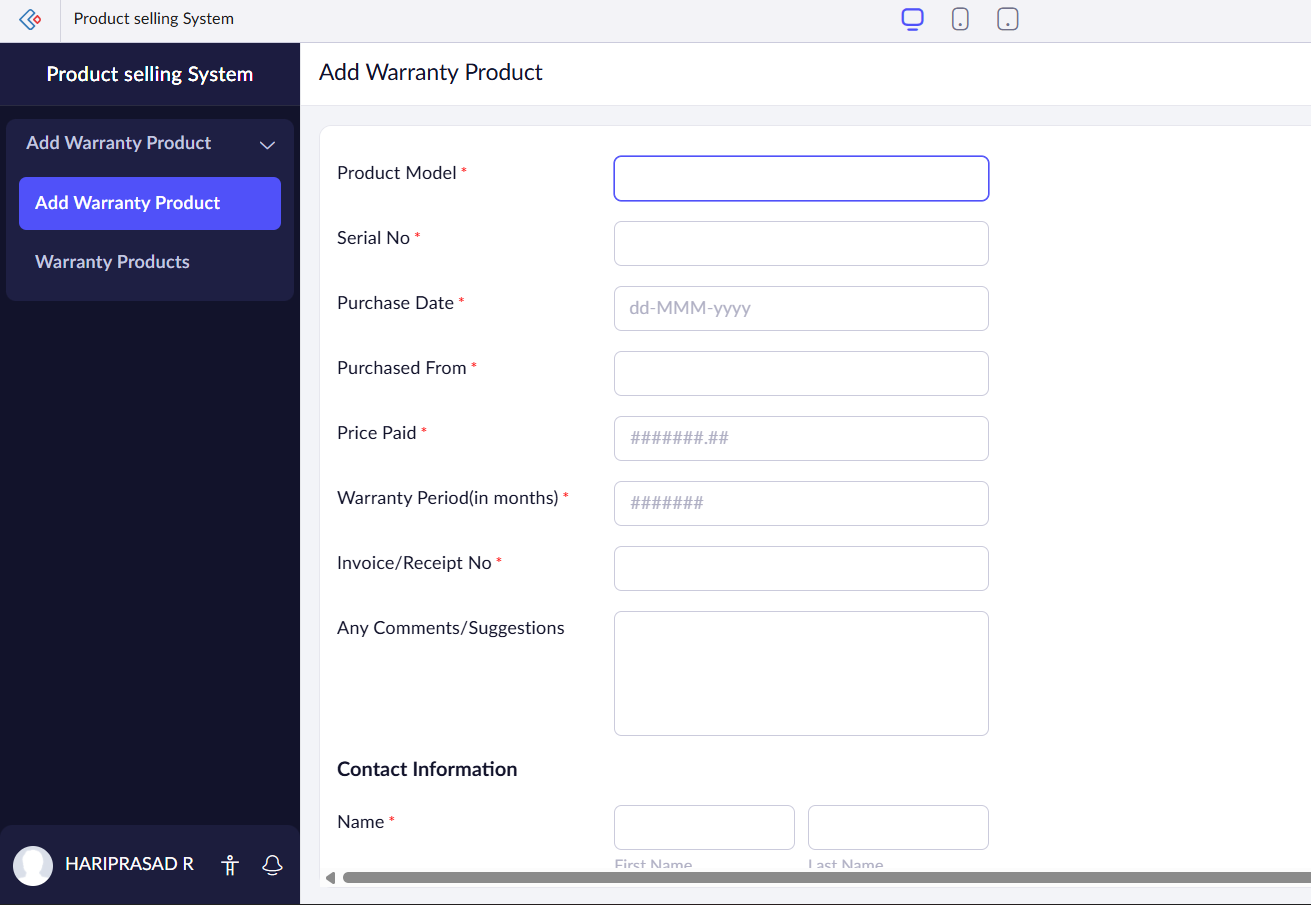 Product selling System
Product selling System
Add Warranty Product
Add Warranty Product
Warranty Products
HARIPRASAD R
Add Warranty Product
Product Model *
Serial No *
Purchase Date *
dd-MMM-yyyy
Purchased From *
Price Paid *
#######.##
Warranty Period(in months) *
#######
Invoice/Receipt No *
Any Comments/Suggestions
Contact Information
Name *
First Name
Last Name